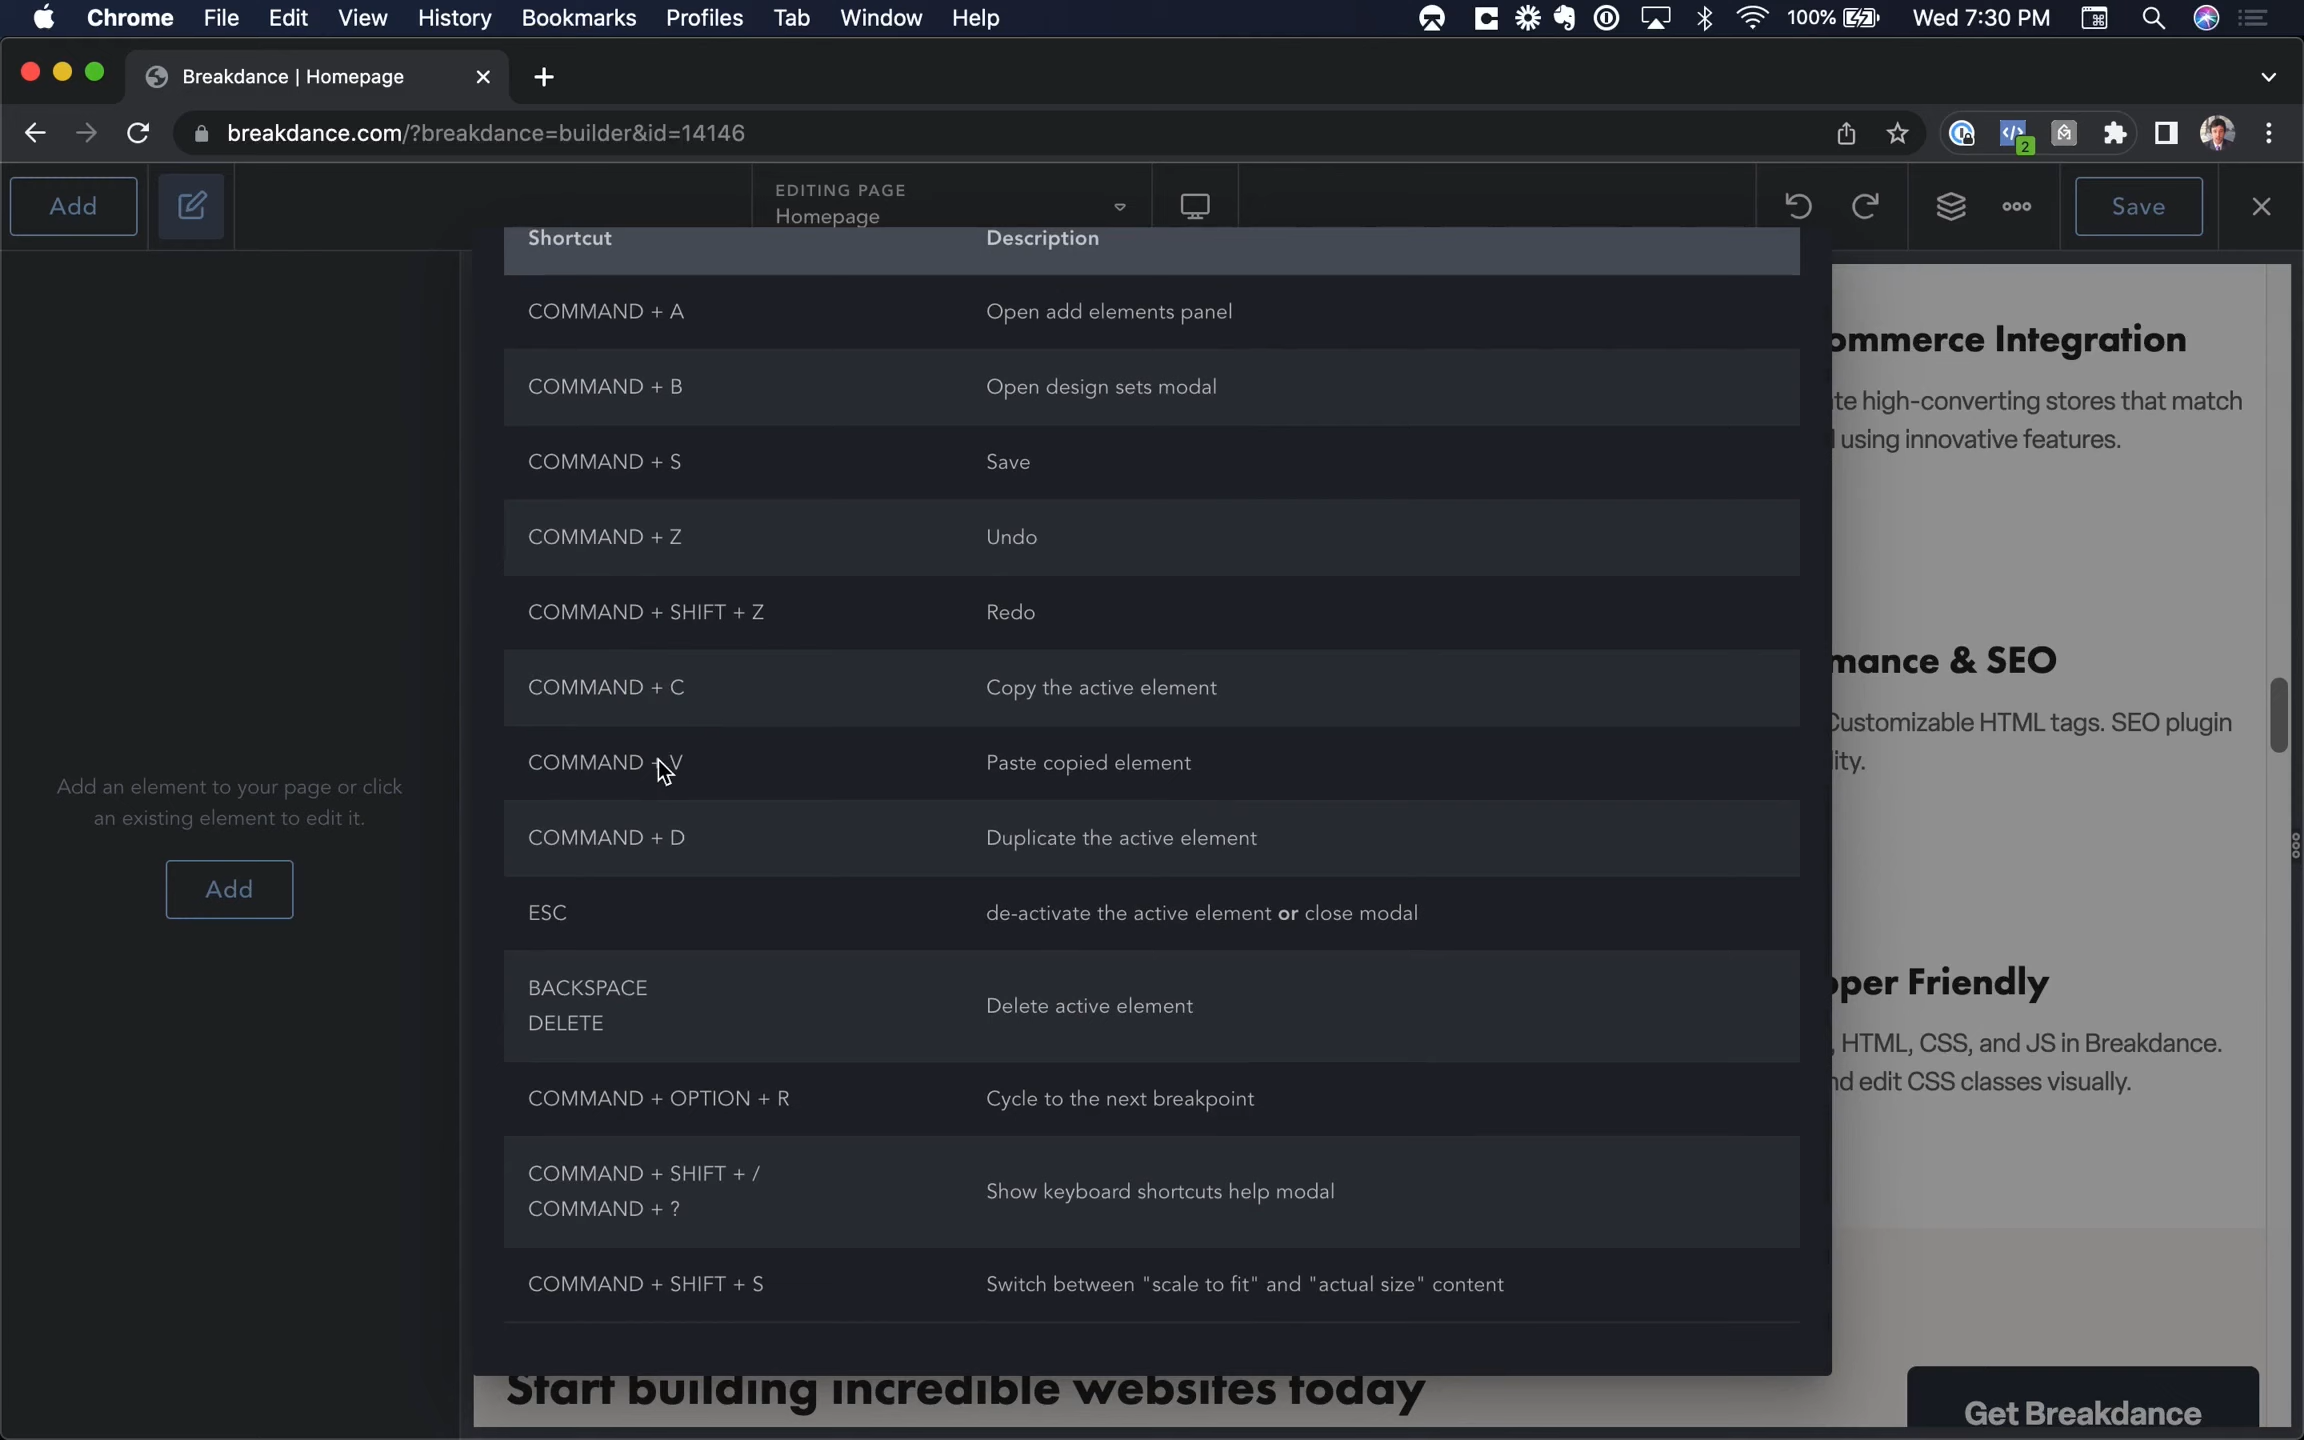 Chrome File Edit View History Bookmarks Profiles Tab Window Help 100% Wed 7:30 PM
Breakdance | Homepage
breakdance.com/?breakdance=builder&id=14146
2
Add
EDITING PAGE
Homepage
Save
Shortcut Description
COMMAND + A Open add elements panel
COMMAND + B Open design sets modal
COMMAND + S Save
COMMAND + Z Undo
COMMAND + SHIFT + Z Redo
COMMAND + C Copy the active element
COMMAND + V Paste copied element
COMMAND + D Duplicate the active element
ESC de-activate the active element or close modal
BACKSPACE
DELETE
Delete active element
COMMAND + OPTION + R Cycle to the next breakpoint
COMMAND + SHIFT + /
COMMAND + ?
Show keyboard shortcuts help modal
COMMAND + SHIFT + S Switch between "scale to fit" and "actual size" content
Add an element to your page or click
an existing element to edit it.
Add
ommerce Integration
te high-converting stores that match
using innovative features.
mance & SEO
Customizable HTML tags. SEO plugin
ity.
per Friendly
, HTML, CSS, and JS in Breakdance.
nd edit CSS classes visually.
Start building incredible websites today
Get Breakdance